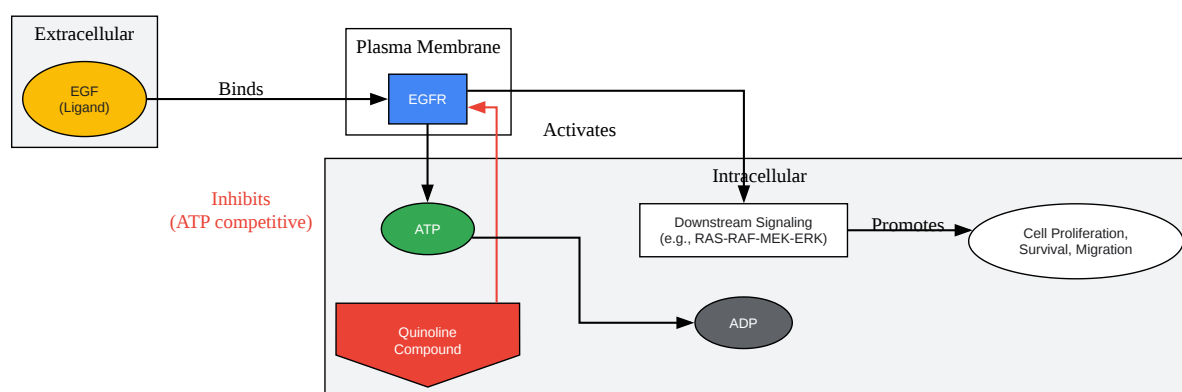 Extracellular
EGF
(Ligand)
Binds
Plasma Membrane
EGFR
Activates
Intracellular
Inhibits
(ATP competitive)
ATP
Downstream Signaling
(e.g., RAS-RAF-MEK-ERK)
Promotes
Cell Proliferation,
Survival, Migration
Quinoline
Compound
ADP